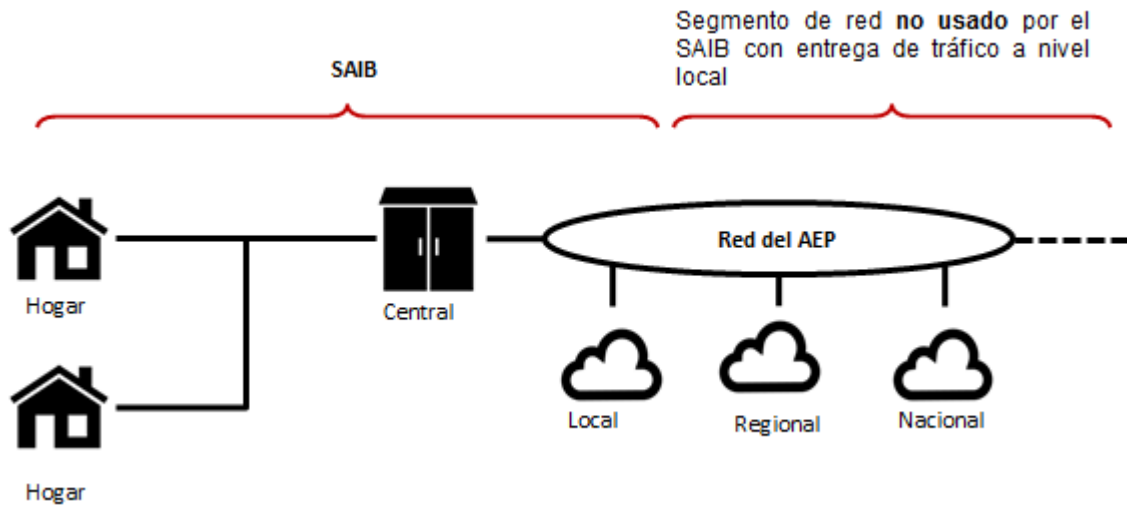 Segmento de red no usado por el
SAIB con entrega de tráfico a nivel
local
SAIB
Red del AEP
Hogar
Central
Local
Regional
Nacional
Hogar